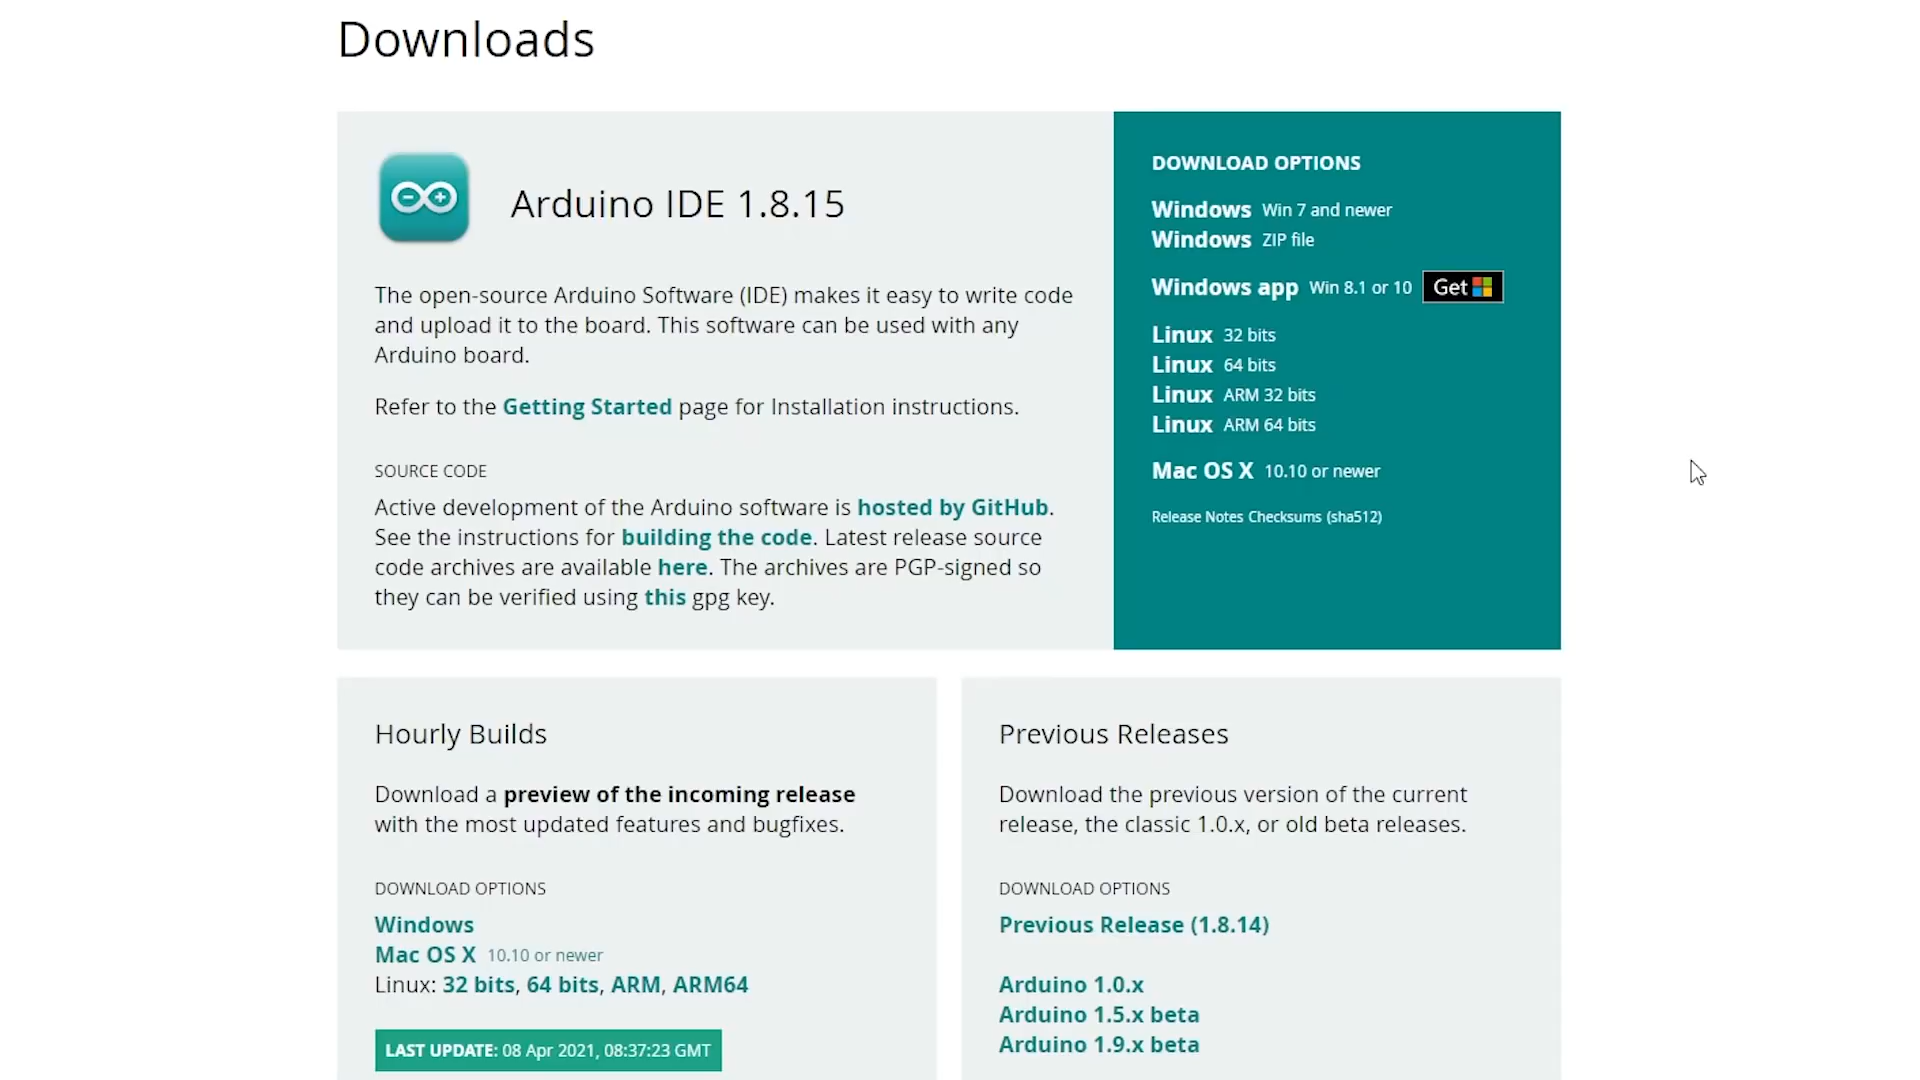 Downloads
Arduino IDE 1.8.15
The open-source Arduino Software (IDE) makes it easy to write code
and upload it to the board. This software can be used with any
Arduino board.
Refer to the Getting Started page for Installation instructions.
SOURCE CODE
Active development of the Arduino software is hosted by GitHub.
See the instructions for building the code. Latest release source
code archives are available here. The archives are PGP-signed so
they can be verified using this gpg key.
DOWNLOAD OPTIONS
Windows Win 7 and newer
Windows ZIP file
Windows app Win 8.1 or 10 Get
Linux 32 bits
Linux 64 bits
Linux ARM 32 bits
Linux ARM 64 bits
Mac OS X 10.10 or newer
Release Notes Checksums (sha512)
Hourly Builds
Download a preview of the incoming release
with the most updated features and bugfixes.
DOWNLOAD OPTIONS
Windows
Mac OS X 10.10 or newer
Linux: 32 bits, 64 bits, ARM, ARM64
LAST UPDATE: 08 Apr 2021, 08:37:23 GMT
Previous Releases
Download the previous version of the current
release, the classic 1.0.x, or old beta releases.
DOWNLOAD OPTIONS
Previous Release (1.8.14)
Arduino 1.0.x
Arduino 1.5.x beta
Arduino 1.9.x beta